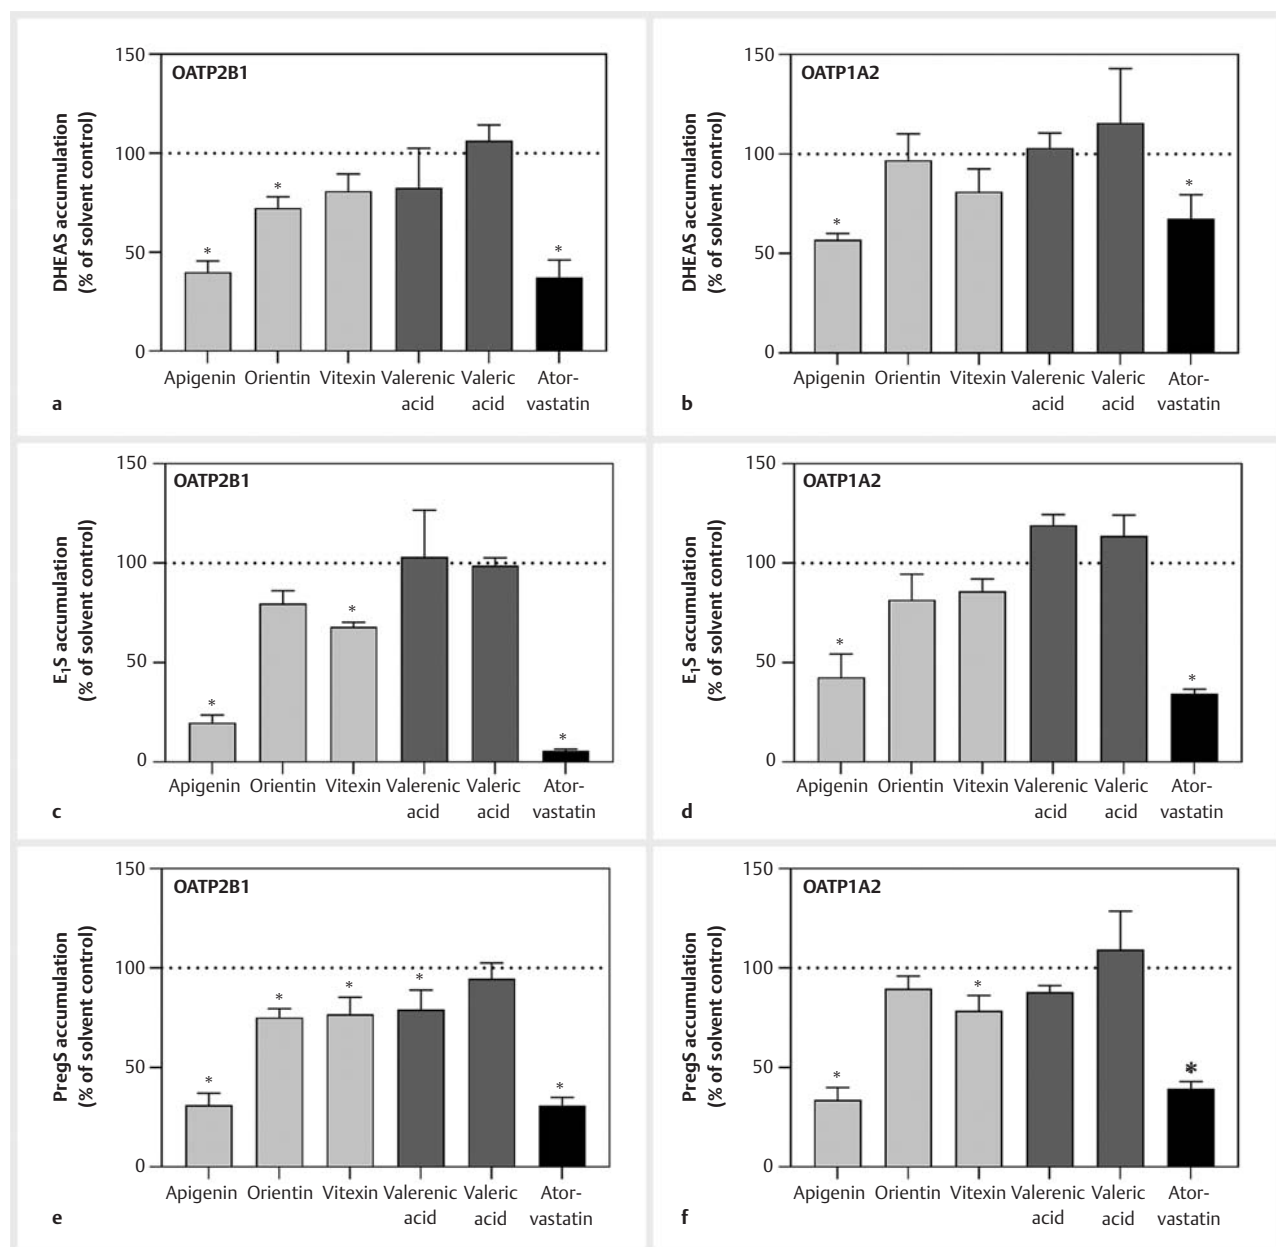 150
OATP2B1
100
50
0
DHEAS accumulation
(% of solvent control)
* * *
Apigenin Orientin Vitexin Valerenic Valeric Ator-
acid acid vastatin
a
150
OATP1A2
100
50
0
DHEAS accumulation
(% of solvent control)
* *
Apigenin Orientin Vitexin Valerenic Valeric Ator-
acid acid vastatin
b
150
OATP2B1
100
50
0
E₁S accumulation
(% of solvent control)
* * *
Apigenin Orientin Vitexin Valerenic Valeric Ator-
acid acid vastatin
c
150
OATP1A2
100
50
0
E₁S accumulation
(% of solvent control)
* *
Apigenin Orientin Vitexin Valerenic Valeric Ator-
acid acid vastatin
d
150
OATP2B1
100
50
0
PregS accumulation
(% of solvent control)
* * * * *
Apigenin Orientin Vitexin Valerenic Valeric Ator-
acid acid vastatin
e
150
OATP1A2
100
50
0
PregS accumulation
(% of solvent control)
* * *
Apigenin Orientin Vitexin Valerenic Valeric Ator-
acid acid vastatin
f